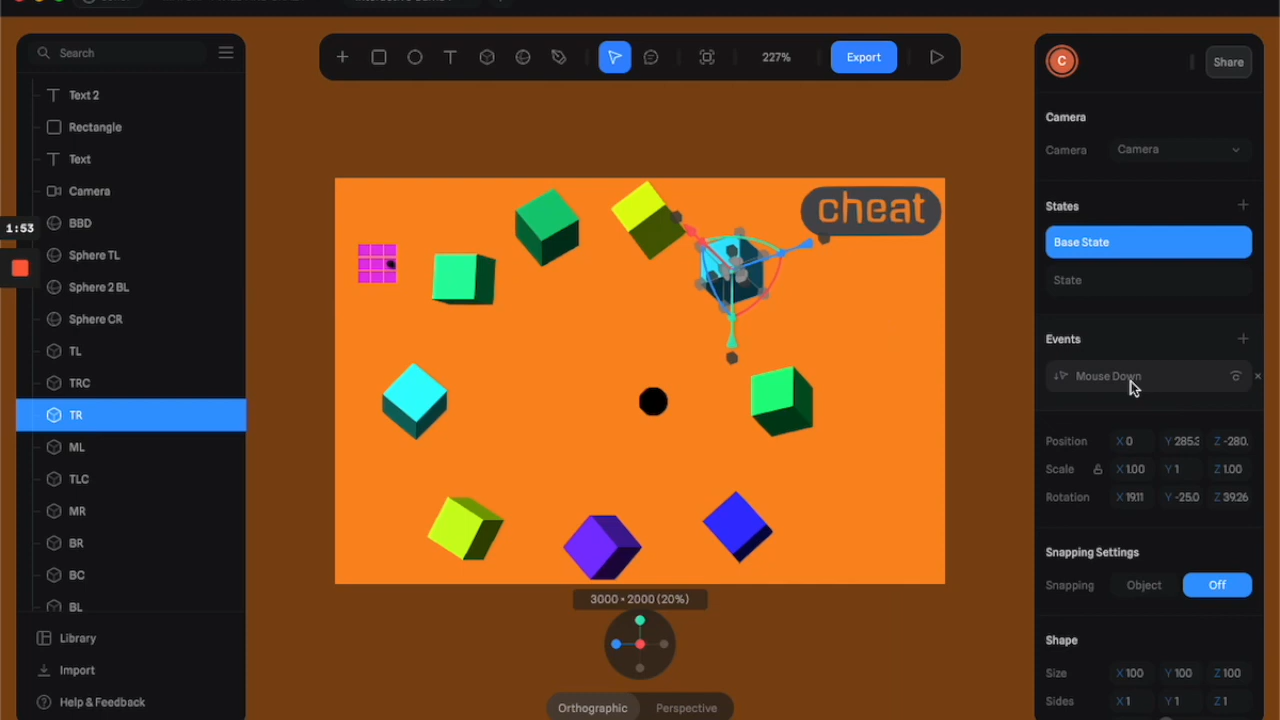 Search
Text 2
Rectangle
Text
Camera
BBD
Sphere TL
Sphere 2 BL
Sphere CR
TL
TRC
TR
ML
TLC
MR
BR
BC
BL
Library
Import
Help & Feedback
1:53
227%
Export
cheat
3000 • 2000 (20%)
Orthographic
Perspective
C
Share
Camera
Camera Camera
States
Base State
State
Events
Mouse Down
Position X 0 Y 285.3 Z -280.
Scale X 1.00 Y 1 Z 1.00
Rotation X 19.11 Y -25.0 Z 39.26
Snapping Settings
Snapping Object Off
Shape
Size X 100 Y 100 Z 100
Sides X 1 Y 1 Z 1